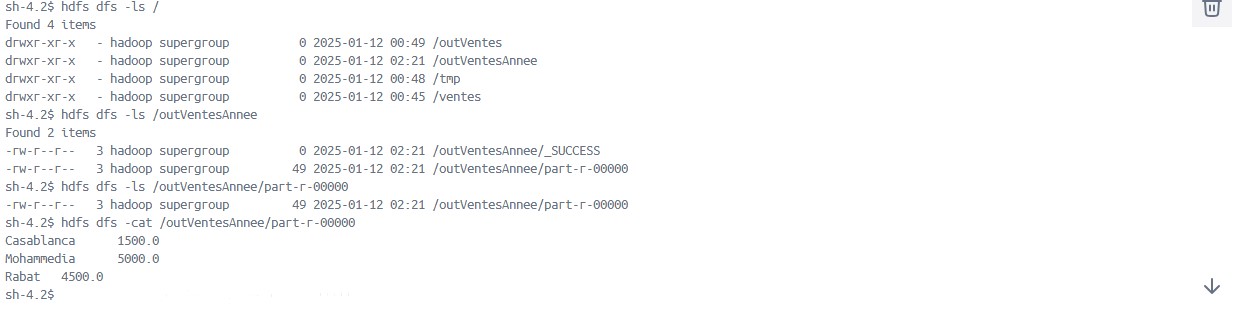 sh-4.2$ hdfs dfs -ls /
Found 4 items
drwxr-xr-x   - hadoop supergroup          0 2025-01-12 00:49 /outVentes
drwxr-xr-x   - hadoop supergroup          0 2025-01-12 02:21 /outVentesAnnee
drwxr-xr-x   - hadoop supergroup          0 2025-01-12 00:48 /tmp
drwxr-xr-x   - hadoop supergroup          0 2025-01-12 00:45 /ventes
sh-4.2$ hdfs dfs -ls /outVentesAnnee
Found 2 items
-rw-r--r--   3 hadoop supergroup          0 2025-01-12 02:21 /outVentesAnnee/_SUCCESS
-rw-r--r--   3 hadoop supergroup         49 2025-01-12 02:21 /outVentesAnnee/part-r-00000
sh-4.2$ hdfs dfs -ls /outVentesAnnee/part-r-00000
-rw-r--r--   3 hadoop supergroup         49 2025-01-12 02:21 /outVentesAnnee/part-r-00000
sh-4.2$ hdfs dfs -cat /outVentesAnnee/part-r-00000
Casablanca      1500.0
Mohammedia      5000.0
Rabat   4500.0
sh-4.2$